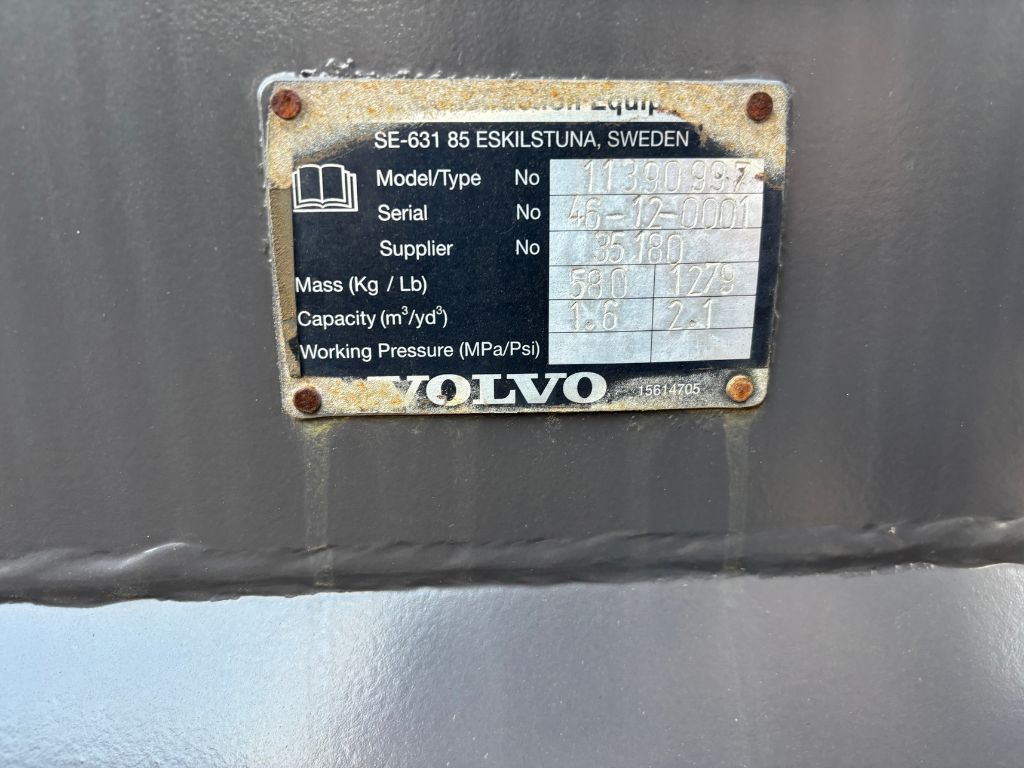 Equip
SE-631 85 ESKILSTUNA, SWEDEN
Model/Type No 11390997
Serial No 46-12-0001
Supplier No 35180
Mass (Kg / Lb) 580 1279
Capacity (m³/yd³) 1.6 2.1
Working Pressure (MPa/Psi)
VOLVO 15614705